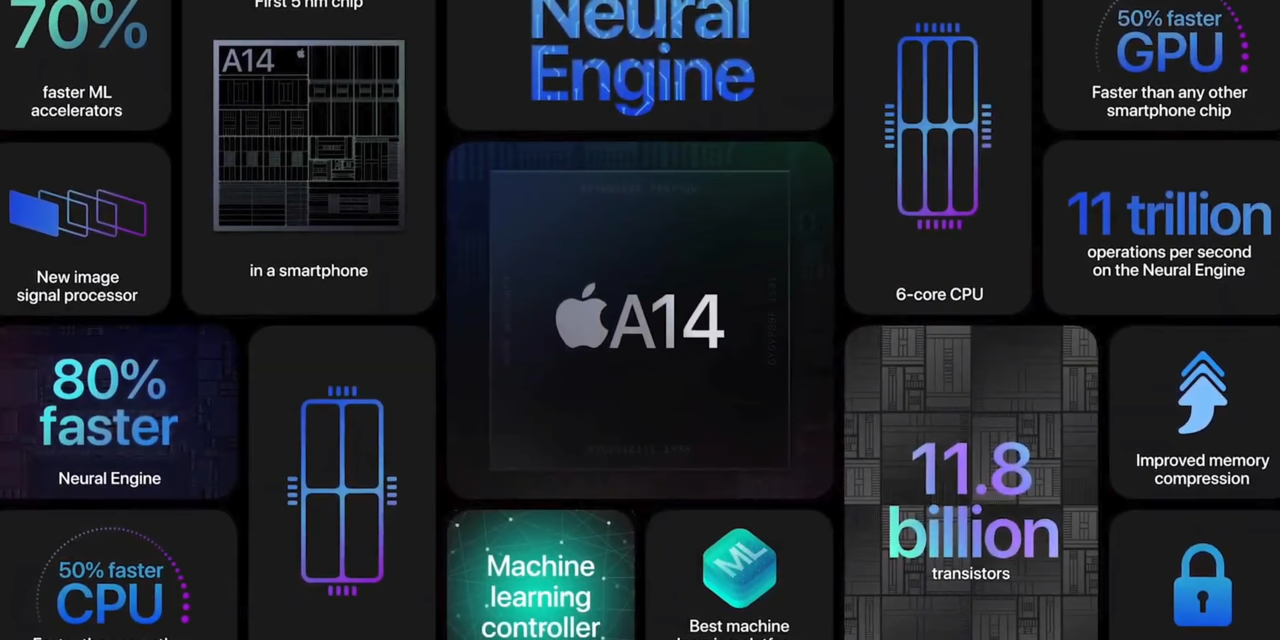 70%
faster ML
accelerators
First 5 nm chip
A14
in a smartphone
Neural
Engine
50% faster
GPU
Faster than any other
smartphone chip
New image
signal processor
A14
6-core CPU
11 trillion
operations per second
on the Neural Engine
80%
faster
Neural Engine
11.8
billion
transistors
Improved memory
compression
50% faster
CPU
Machine
learning
controller
ML
Best machine